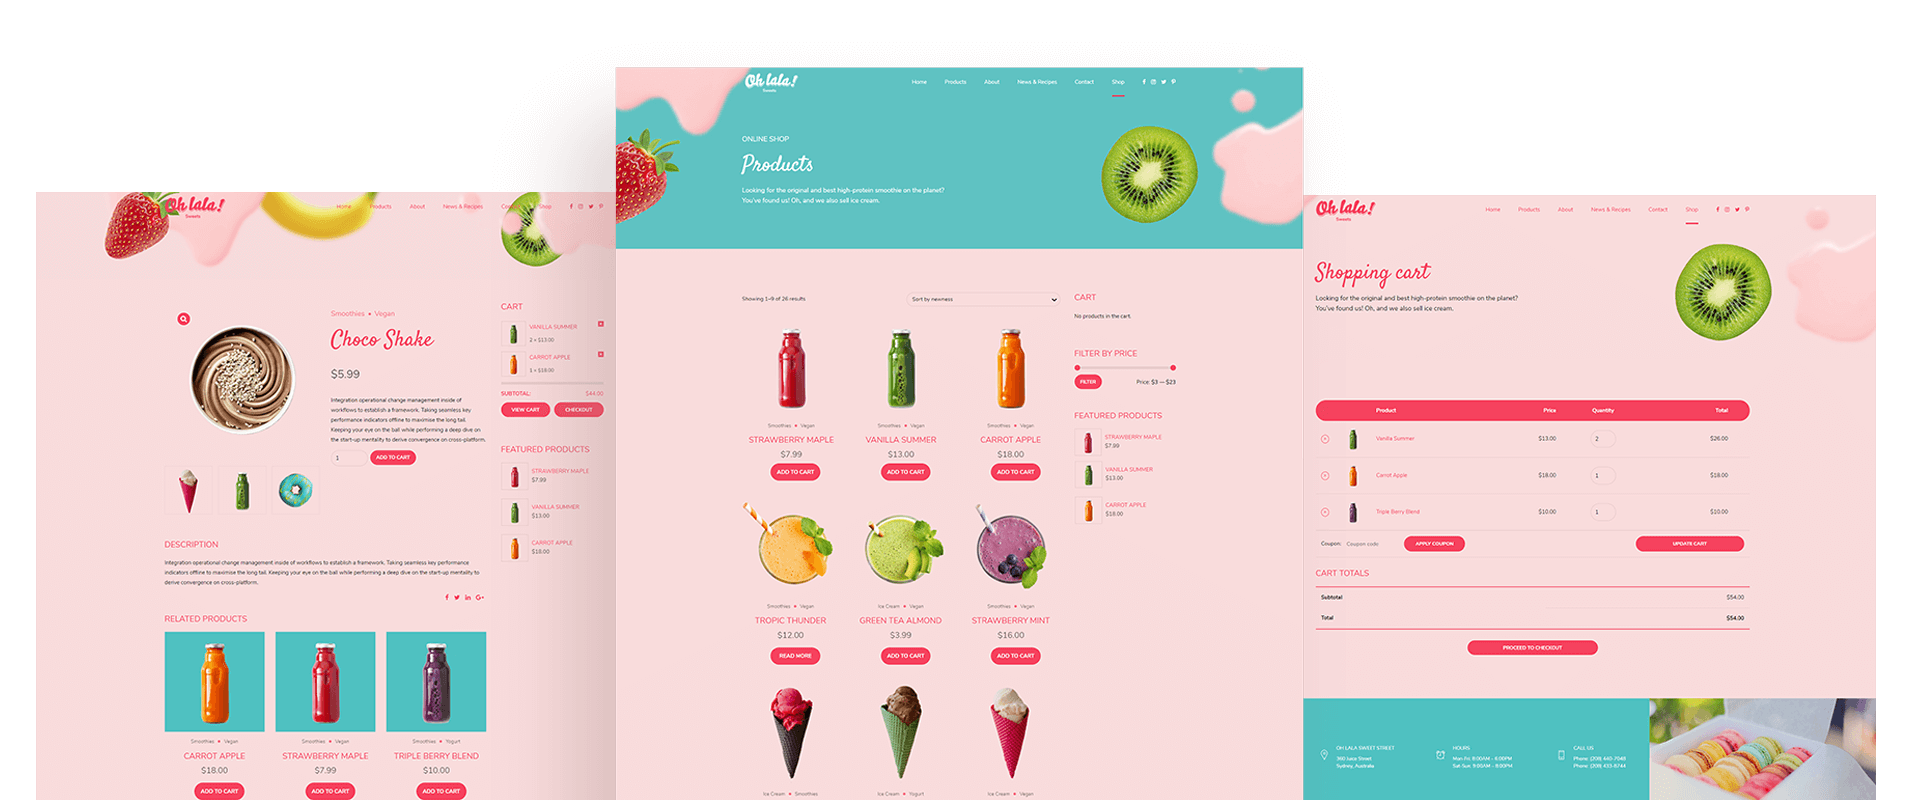 Oh lala!
Sweets
Home Products About News & Recipes Shop
Smoothies • Vegan
Choco Shake
$5.99
Integration operational change management inside of
workflows to establish a framework. Taking seamless key
performance indicators offline to maximise the long tail.
Keeping your eye on the ball while performing a deep dive on
the start-up mentality to derive convergence on cross-platform.
1 ADD TO CART
DESCRIPTION
Integration operational change management inside of workflows to establish a framework. Taking seamless key performance
indicators offline to maximise the long tail. Keeping your eye on the ball while performing a deep dive on the start-up mentality to
derive convergence on cross-platform.
RELATED PRODUCTS
Smoothies • Vegan
CARROT APPLE
$18.00
ADD TO CART
Smoothies • Vegan
STRAWBERRY MAPLE
$7.99
ADD TO CART
Smoothies • Yogurt
TRIPLE BERRY BLEND
$10.00
ADD TO CART
CART
VANILLA SUMMER
2 × $13.00
CARROT APPLE
1 × $18.00
SUBTOTAL: $44.00
VIEW CART CHECKOUT
FEATURED PRODUCTS
STRAWBERRY MAPLE
$7.99
VANILLA SUMMER
$13.00
CARROT APPLE
$18.00
Oh lala!
Sweets
Home Products About News & Recipes Contact Shop
ONLINE SHOP
Products
Looking for the original and best high-protein smoothie on the planet?
You've found us! Oh, and we also sell ice cream.
Showing 1–9 of 26 results
Sort by newness
Smoothies • Vegan
STRAWBERRY MAPLE
$7.99
ADD TO CART
Smoothies • Vegan
VANILLA SUMMER
$13.00
ADD TO CART
Smoothies • Vegan
CARROT APPLE
$18.00
ADD TO CART
Smoothies • Vegan
TROPIC THUNDER
$12.00
READ MORE
Ice Cream • Vegan
GREEN TEA ALMOND
$3.99
ADD TO CART
Smoothies • Vegan
STRAWBERRY MINT
$16.00
ADD TO CART
Ice Cream • Smoothies
Ice Cream • Yogurt
Ice Cream • Vegan
CART
No products in the cart.
FILTER BY PRICE
FILTER Price: $3 — $23
FEATURED PRODUCTS
STRAWBERRY MAPLE
$7.99
VANILLA SUMMER
$13.00
CARROT APPLE
$18.00
Oh lala!
Sweets
Home Products About News & Recipes Contact Shop
Shopping cart
Looking for the original and best high-protein smoothie on the planet?
You've found us! Oh, and we also sell ice cream.
Product Price Quantity Total
Vanilla Summer $13.00 2 $26.00
Carrot Apple $18.00 1 $18.00
Triple Berry Blend $10.00 1 $10.00
Coupon: Coupon code APPLY COUPON UPDATE CART
CART TOTALS
Subtotal $54.00
Total $54.00
PROCEED TO CHECKOUT
OH LALA SWEET STREET
360 Juice Street
Sydney, Australia
HOURS
Mon-Fri: 8:00AM - 6:00PM
Sat-Sun: 9:00AM - 8:00PM
CALL US